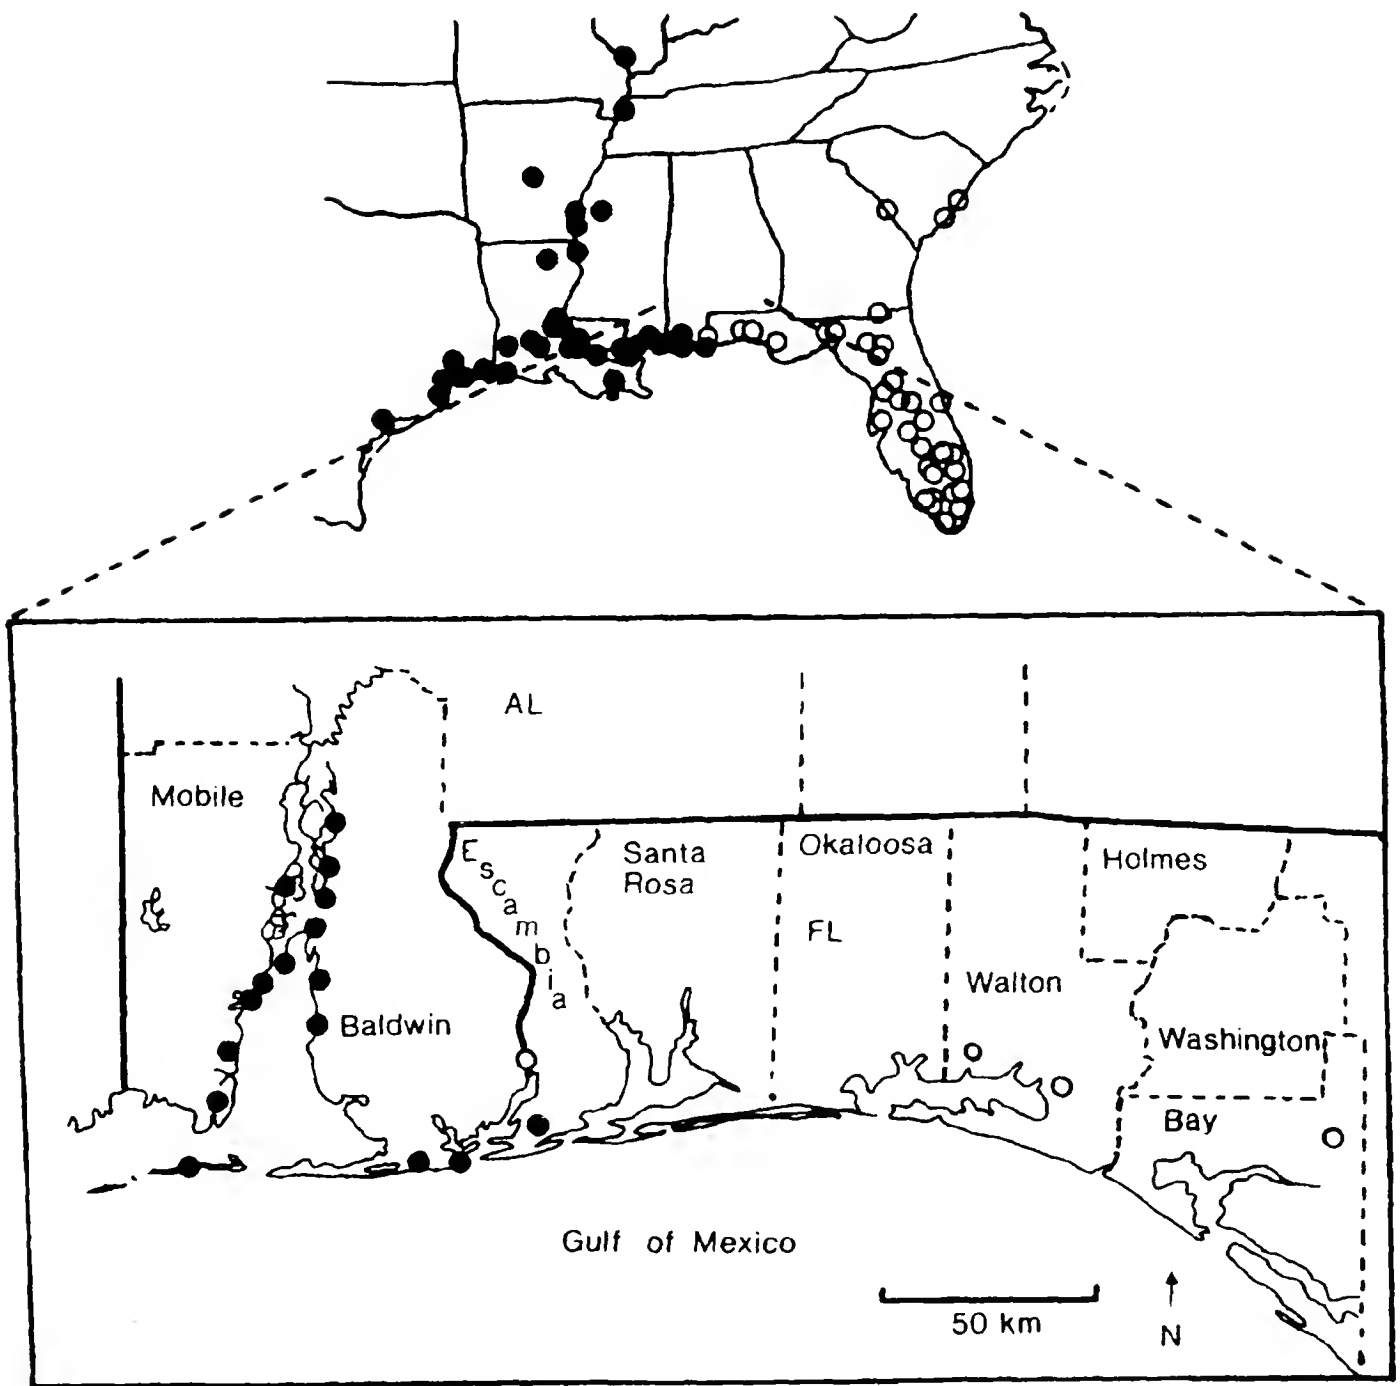 AL
Mobile
Escambia
Santa
Rosa
Okaloosa
Holmes
FL
Walton
Baldwin
Washington
Bay
Gulf of Mexico
50 km
N